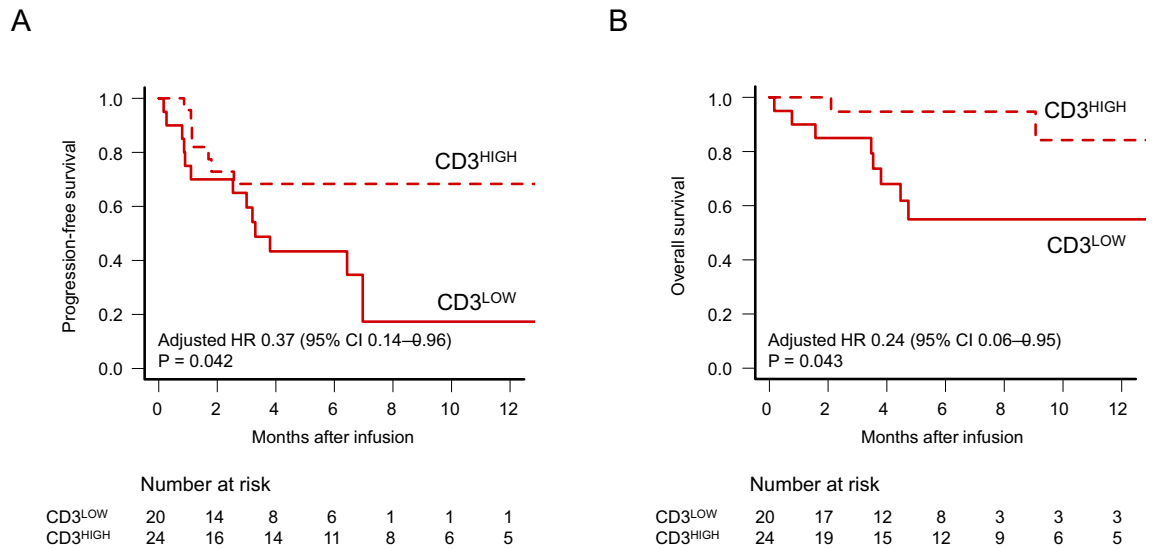 A
1.0
0.8
0.6
0.4
0.2
0.0
Progression-free survival
CD3HIGH
CD3LOW
Adjusted HR 0.37 (95% CI 0.14–0.96)
P = 0.042
0 2 4 6 8 10 12
Months after infusion
Number at risk
CD3LOW 20 14 8 6 1 1 1
CD3HIGH 24 16 14 11 8 6 5
B
1.0
0.8
0.6
0.4
0.2
0.0
Overall survival
CD3HIGH
CD3LOW
Adjusted HR 0.24 (95% CI 0.06–0.95)
P = 0.043
0 2 4 6 8 10 12
Months after infusion
Number at risk
CD3LOW 20 17 12 8 3 3 3
CD3HIGH 24 19 15 12 9 6 5